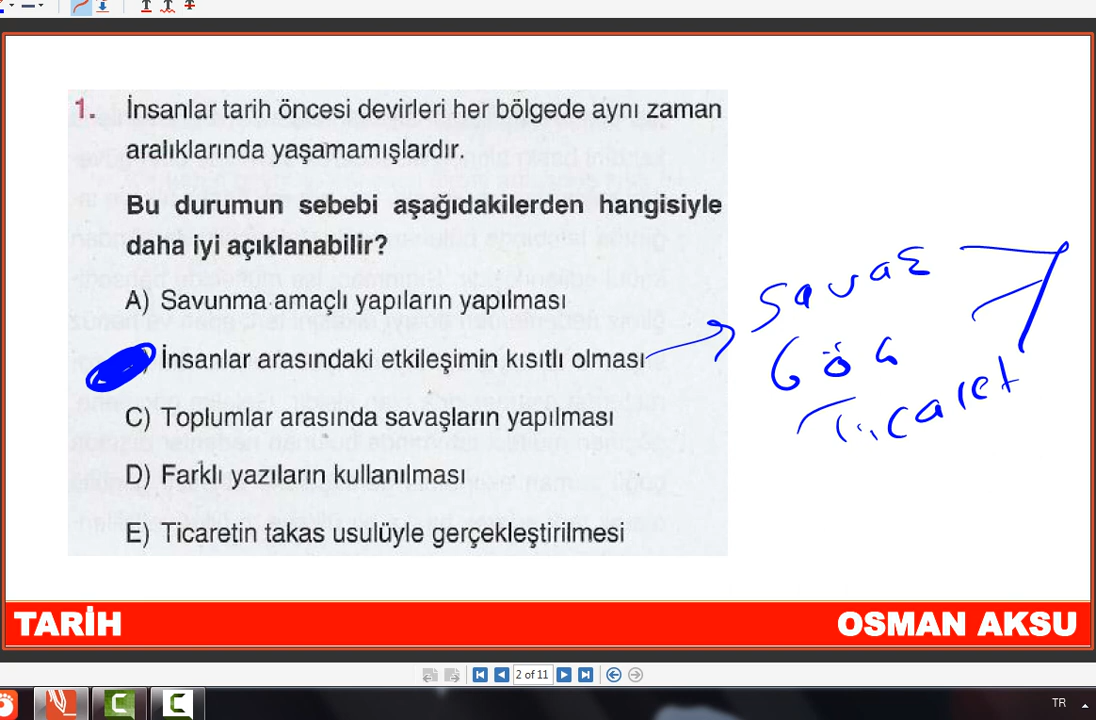 1. İnsanlar tarih öncesi devirleri her bölgede aynı zaman
aralıklarında yaşamamışlardır.
Bu durumun sebebi aşağıdakilerden hangisiyle
daha iyi açıklanabilir?
A) Savunma amaçlı yapıların yapılması
) İnsanlar arasındaki etkileşimin kısıtlı olması
C) Toplumlar arasında savaşların yapılması
D) Farklı yazıların kullanılması
E) Ticaretin takas usulüyle gerçekleştirilmesi
Savaş
Göç
Ticaret
TARİH
OSMAN AKSU
2 of 11
TR